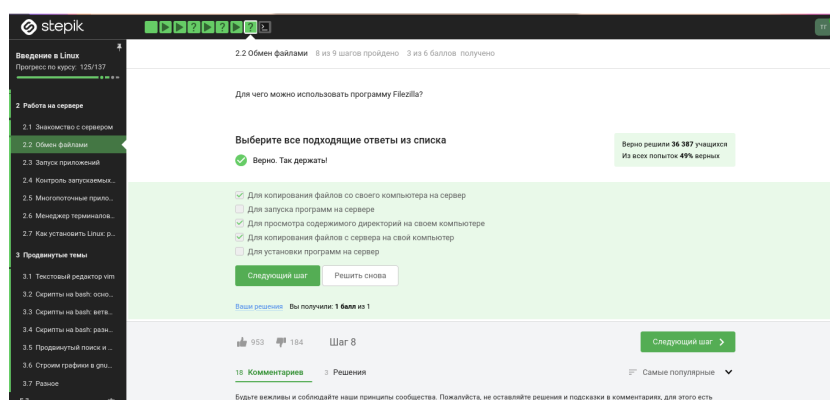 stepik
Введение в Linux
Прогресс по курсу: 125/137
2 Работа на сервере
2.1 Знакомство с сервером
2.2 Обмен файлами
2.3 Запуск приложений
2.4 Контроль запускаемых...
2.5 Многопоточные прило...
2.6 Менеджер терминалов...
2.7 Как установить Linux: р...
3 Продвинутые темы
3.1 Текстовый редактор vim
3.2 Скрипты на bash: осно...
3.3 Скрипты на bash: ветв...
3.4 Скрипты на bash: разн...
3.5 Продвинутый поиск и ...
3.6 Строим графики в gnu...
3.7 Разное
2.2 Обмен файлами 8 из 9 шагов пройдено 3 из 6 баллов получено
Для чего можно использовать программу Filezilla?
Выберите все подходящие ответы из списка
Верно. Так держать!
Верно решили 36 387 учащихся
Из всех попыток 49% верных
Для копирования файлов со своего компьютера на сервер
Для запуска программ на сервере
Для просмотра содержимого директорий на своем компьютере
Для копирования файлов с сервера на свой компьютер
Для установки программ на сервер
Следующий шаг Решить снова
Ваши решения Вы получили: 1 балл из 1
953 184 Шаг 8 Следующий шаг
18 Комментариев 3 Решения Самые популярные
Будьте вежливы и соблюдайте наши принципы сообщества. Пожалуйста, не оставляйте решения и подсказки в комментариях, для этого есть